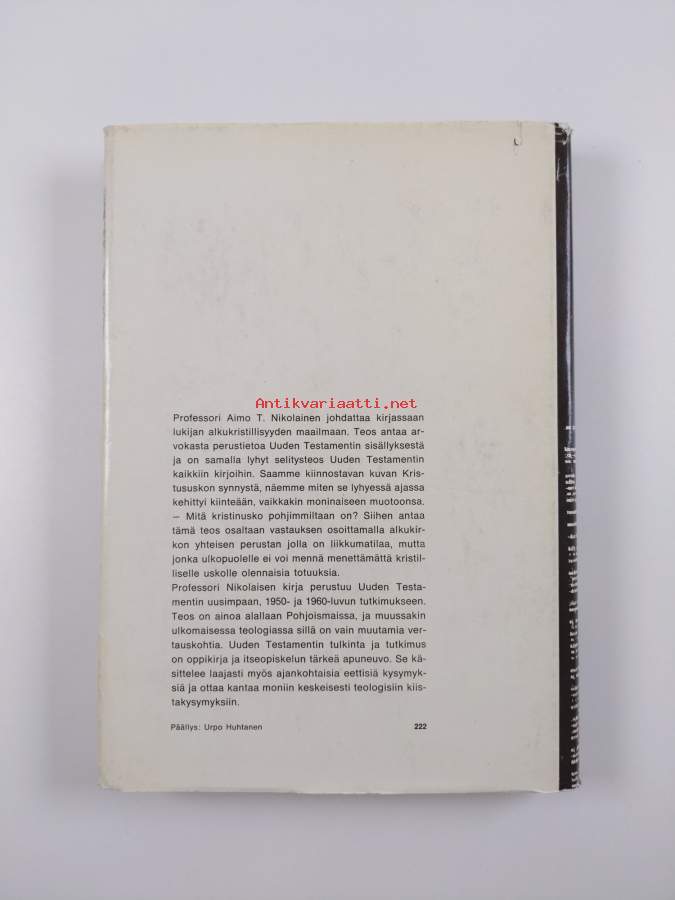 Antikvariaatti.net
Professori Aimo T. Nikolainen johdattaa kirjassaan
lukijan alkukristillisyyden maailmaan. Teos antaa ar-
vokasta perustietoa Uuden Testamentin sisällyksestä
ja on samalla lyhyt selitysteos Uuden Testamentin
kaikkiin kirjoihin. Saamme kiinnostavan kuvan Kris-
tususkon synnystä, näemme miten se lyhyessä ajassa
kehittyi kiinteään, vaikkakin moninaiseen muotoonsa.
– Mitä kristinusko pohjimmiltaan on? Siihen antaa
tämä teos osaltaan vastauksen osoittamalla alkukir-
kon yhteisen perustan jolla on liikkumatilaa, mutta
jonka ulkopuolelle ei voi mennä menettämättä kristil-
liselle uskolle olennaisia totuuksia.
Professori Nikolaisen kirja perustuu Uuden Testa-
mentin uusimpaan, 1950- ja 1960-luvun tutkimukseen.
Teos on ainoa alallaan Pohjoismaissa, ja muussakin
ulkomaisessa teologiassa sillä on vain muutamia ver-
tauskohtia. Uuden Testamentin tulkinta ja tutkimus
on oppikirja ja itseopiskelun tärkeä apuneuvo. Se kä-
sittelee laajasti myös ajankohtaisia eettisiä kysymyk-
siä ja ottaa kantaa moniin keskeisesti teologisiin kiis-
takysymyksiin.
Päällys: Urpo Huhtanen 222